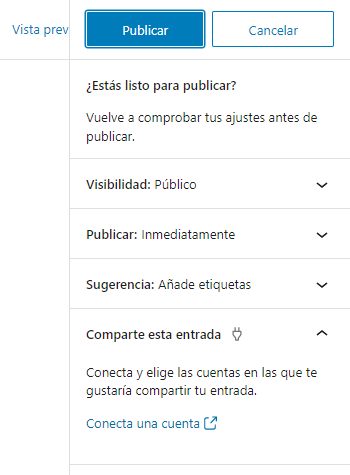 Vista prev
Publicar
Cancelar
¿Estás listo para publicar?
Vuelve a comprobar tus ajustes antes de
publicar.
Visibilidad: Público
Publicar: Inmediatamente
Sugerencia: Añade etiquetas
Comparte esta entrada
Conecta y elige las cuentas en las que te
gustaría compartir tu entrada.
Conecta una cuenta